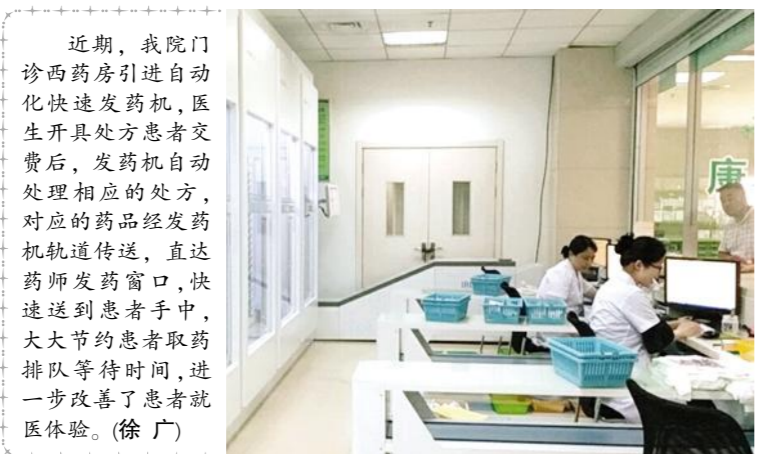 近期，我院门
诊西药房引进自动
化快速发药机，医
生开具处方患者交
费后，发药机自动
处理相应的处方，
对应的药品经发药
机轨道传送，直达
药师发药窗口，快
速送到患者手中，
大大节约患者取药
排队等待时间，进
一步改善了患者就
医体验。(徐 广)
康